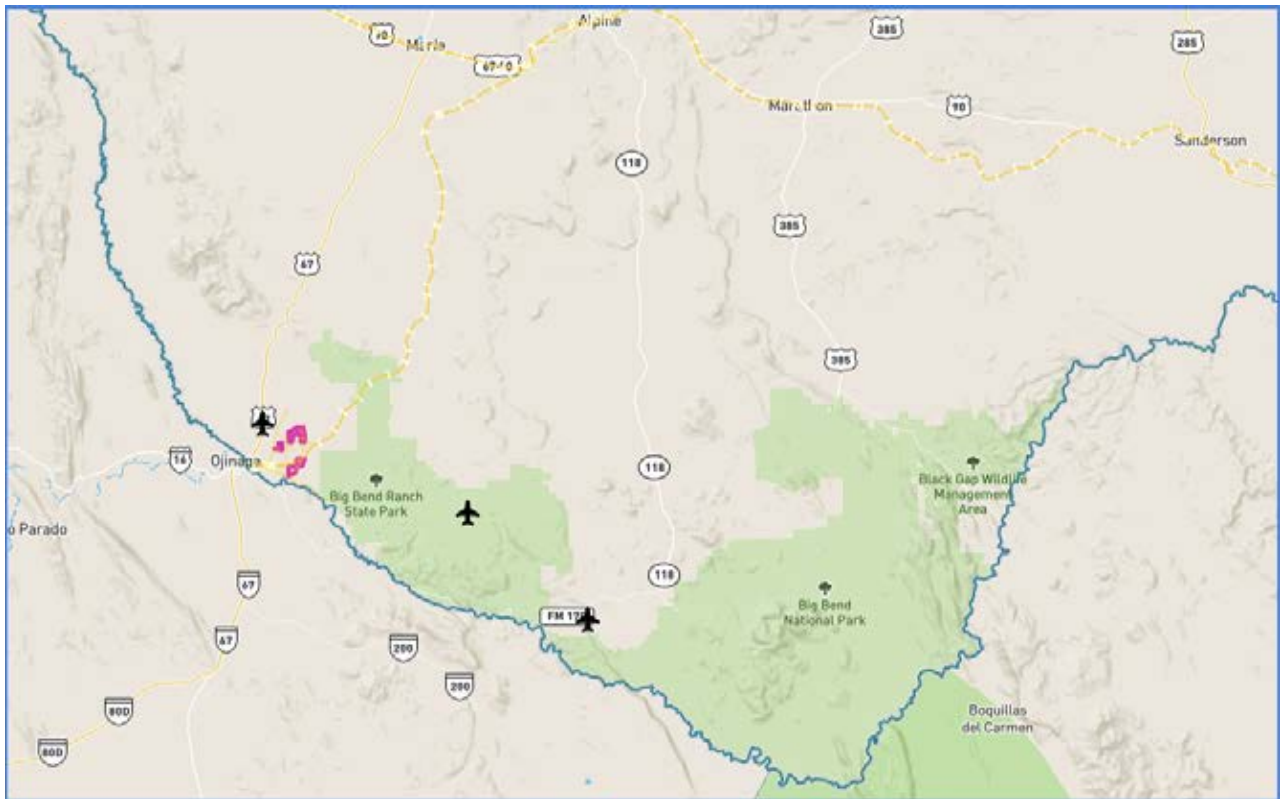 Alpine
90
Marfa
67-90
385
285
Marathon
90
Sanderson
118
385
67
385
16
Ojinaga
118
Big Bend Ranch
State Park
Black Gap Wildlife
Management
Area
o Parado
67
118
Big Bend
National Park
FM 170
67
200
200
80D
Boquillas
del Carmen
80D